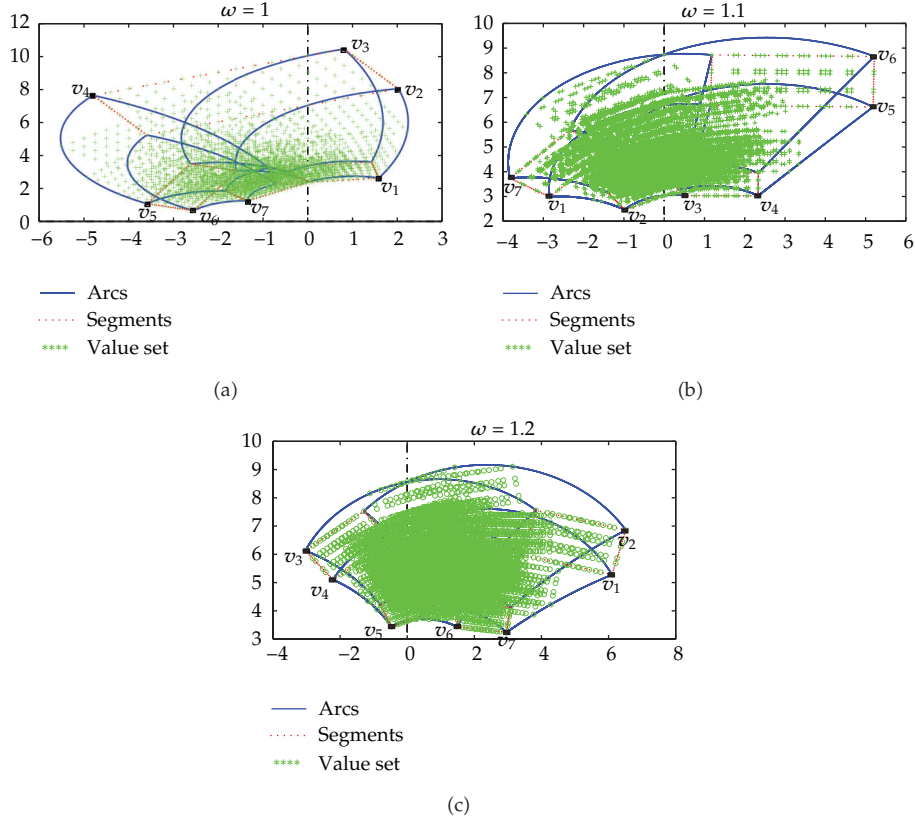 ω = 1
12
10
8
6
4
2
0
−6 −5 −4 −3 −2 −1 0 1 2 3
v3
v4
v2
v1
v5
v6
v7
Arcs
Segments
**** Value set
(a)
ω = 1.1
10
9
8
7
6
5
4
3
2
−4 −3 −2 −1 0 1 2 3 4 5 6
v6
v5
v7
v1
v2
v3
v4
Arcs
Segments
**** Value set
(b)
ω = 1.2
10
9
8
7
6
5
4
3
−4 −2 0 2 4 6 8
v2
v3
v4
v1
v5
v6
v7
Arcs
Segments
**** Value set
(c)